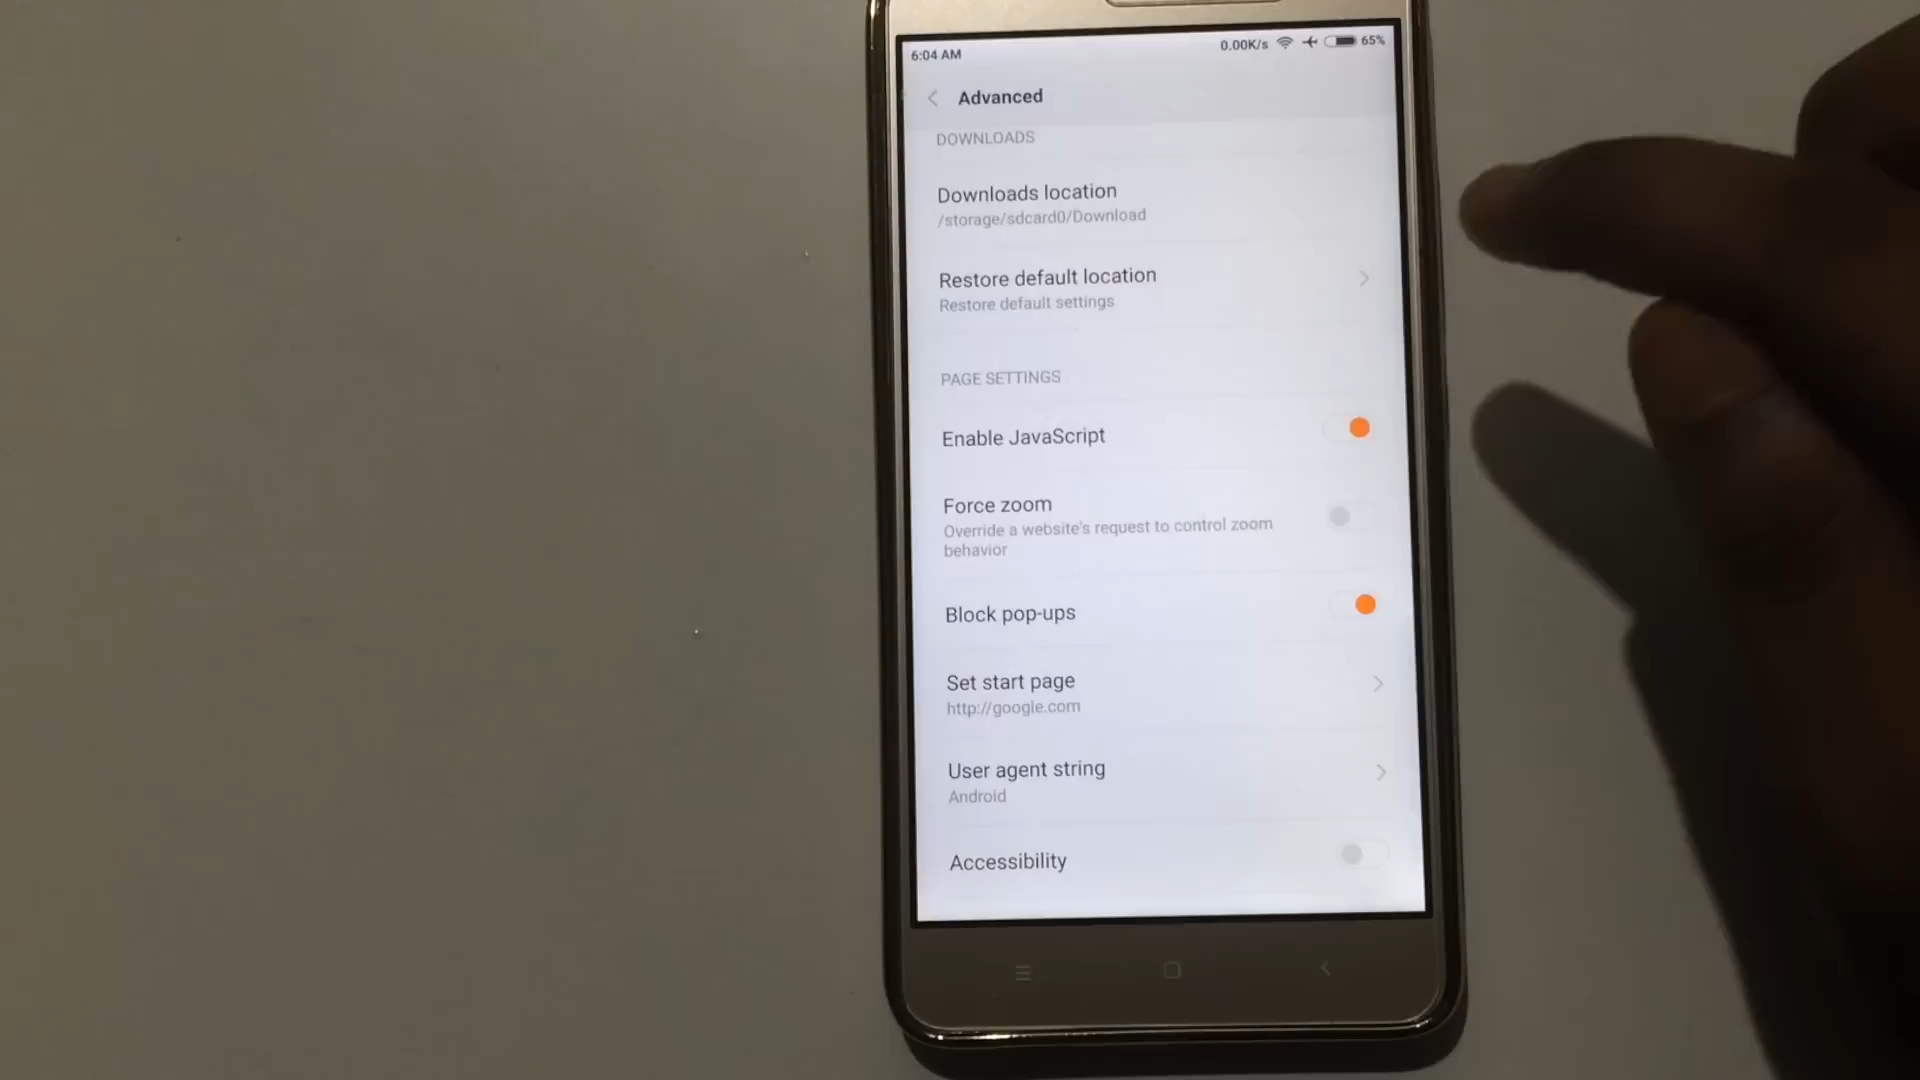 6:04 AM
0.00K/s
65%
Advanced
DOWNLOADS
Downloads location
/storage/sdcard0/Download
Restore default location
Restore default settings
PAGE SETTINGS
Enable JavaScript
Force zoom
Override a website's request to control zoom
behavior
Block pop-ups
Set start page
http://google.com
User agent string
Android
Accessibility